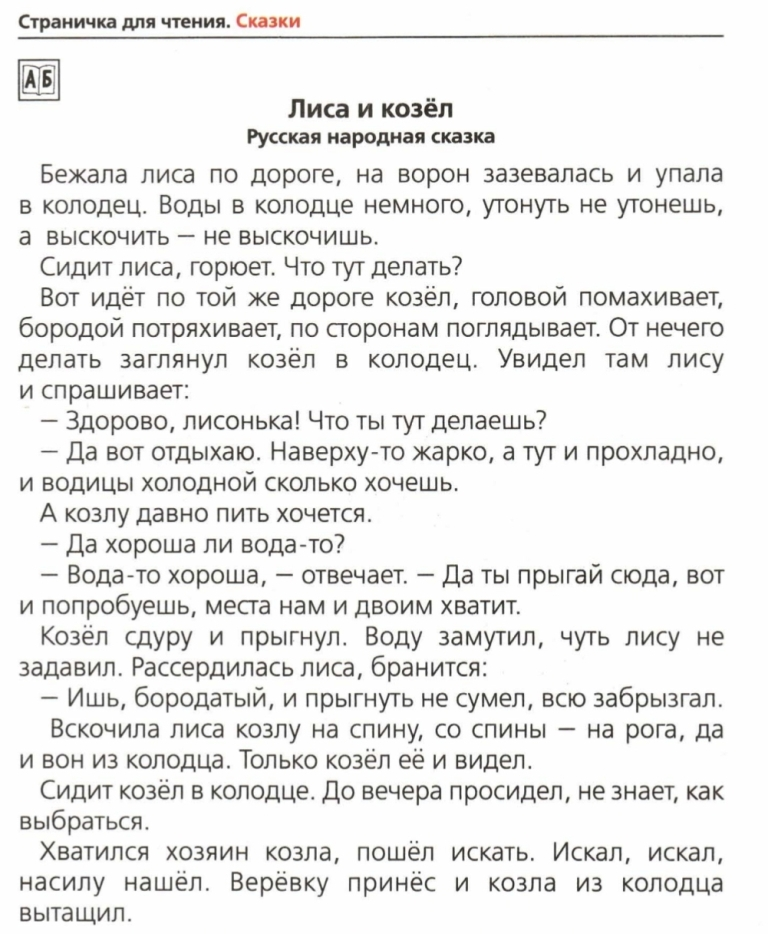 Страничка для чтения. Сказки
АБ
Лиса и козёл
Русская народная сказка
Бежала лиса по дороге, на ворон зазевалась и упала
в колодец. Воды в колодце немного, утонуть не утонешь,
а выскочить — не выскочишь.
Сидит лиса, горюет. Что тут делать?
Вот идёт по той же дороге козёл, головой помахивает,
бородой потряхивает, по сторонам поглядывает. От нечего
делать заглянул козёл в колодец. Увидел там лису
и спрашивает:
— Здорово, лисонька! Что ты тут делаешь?
— Да вот отдыхаю. Наверху-то жарко, а тут и прохладно,
и водицы холодной сколько хочешь.
А козлу давно пить хочется.
— Да хороша ли вода-то?
— Вода-то хороша, — отвечает. — Да ты прыгай сюда, вот
и попробуешь, места нам и двоим хватит.
Козёл сдуру и прыгнул. Воду замутил, чуть лису не
задавил. Рассердилась лиса, бранится:
— Ишь, бородатый, и прыгнуть не сумел, всю забрызгал.
Вскочила лиса козлу на спину, со спины — на рога, да
и вон из колодца. Только козёл её и видел.
Сидит козёл в колодце. До вечера просидел, не знает, как
выбраться.
Хватился хозяин козла, пошёл искать. Искал, искал,
насилу нашёл. Верёвку принёс и козла из колодца
вытащил.